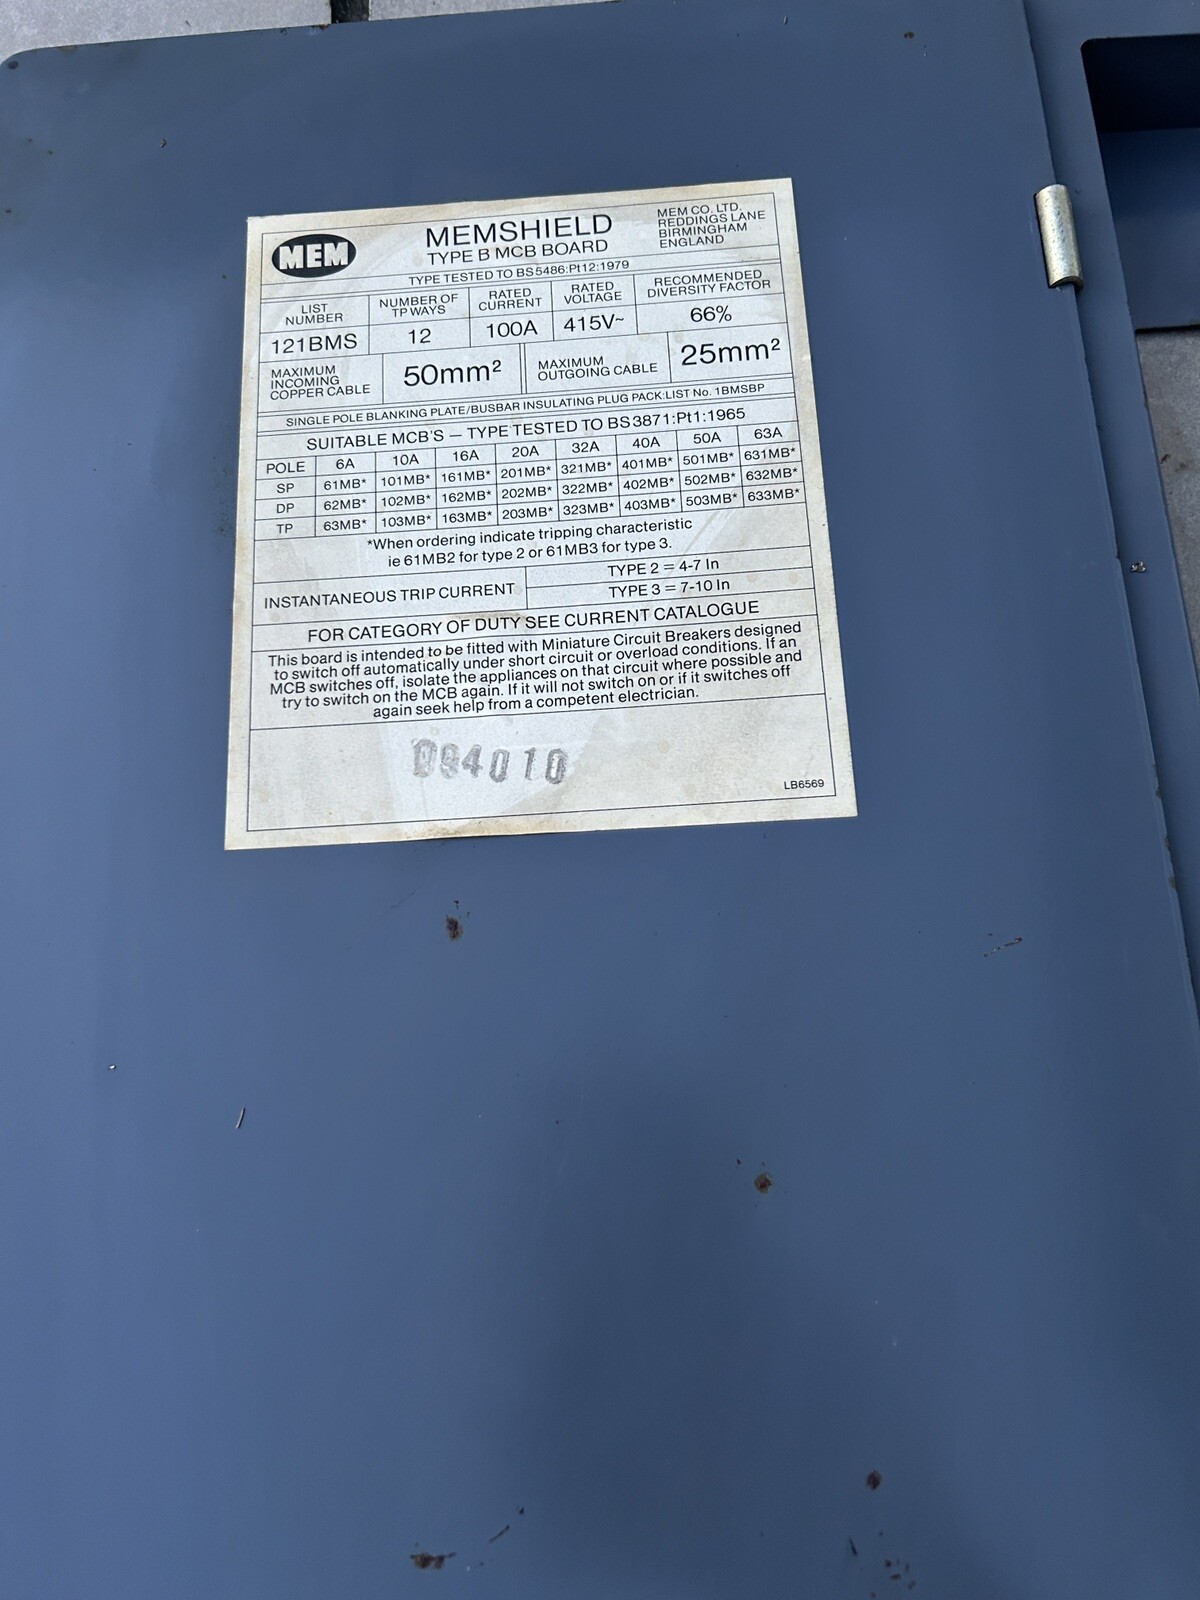 MEM
MEMSHIELD
TYPE B MCB BOARD
MEM CO. LTD.
REDDINGS LANE
BIRMINGHAM
ENGLAND
TYPE TESTED TO BS5486:Pt12:1979
LIST NUMBER
NUMBER OF TP WAYS
RATED CURRENT
RATED VOLTAGE
RECOMMENDED DIVERSITY FACTOR
121BMS 12 100A 415V~ 66%
MAXIMUM INCOMING COPPER CABLE
50mm²
MAXIMUM OUTGOING CABLE
25mm²
SINGLE POLE BLANKING PLATE/BUSBAR INSULATING PLUG PACK:LIST No. 1BMSBP
SUITABLE MCB'S – TYPE TESTED TO BS3871:Pt1:1965
POLE 6A 10A 16A 20A 32A 40A 50A 63A
SP 61MB* 101MB* 161MB* 201MB* 321MB* 401MB* 501MB* 631MB*
DP 62MB* 102MB* 162MB* 202MB* 322MB* 402MB* 502MB* 632MB*
TP 63MB* 103MB* 163MB* 203MB* 323MB* 403MB* 503MB* 633MB*
*When ordering indicate tripping characteristic
ie 61MB2 for type 2 or 61MB3 for type 3.
INSTANTANEOUS TRIP CURRENT
TYPE 2 = 4-7 In
TYPE 3 = 7-10 In
FOR CATEGORY OF DUTY SEE CURRENT CATALOGUE
This board is intended to be fitted with Miniature Circuit Breakers designed
to switch off automatically under short circuit or overload conditions. If an
MCB switches off, isolate the appliances on that circuit where possible and
try to switch on the MCB again. If it will not switch on or if it switches off
again seek help from a competent electrician.
LB6569